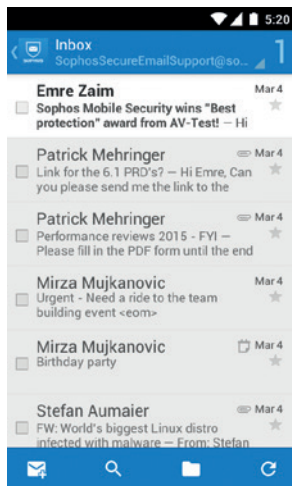 5:20
Inbox
SophosSecureEmailSupport@so...
1
SOPHOS
Emre Zaim Mar 4
Sophos Mobile Security wins "Best
protection" award from AV-Test! – Hi
Patrick Mehringer Mar 4
Link for the 6.1 PRD's? – Hi Emre, Can
you please send me the link to the
Patrick Mehringer Mar 4
Performance reviews 2015 - FYI –
Please fill in the PDF form until the end
Mirza Mujkanovic Mar 4
Urgent - Need a ride to the team
building event <eom>
Mirza Mujkanovic Mar 4
Birthday party
Stefan Aumaier Mar 4
FW: World's biggest Linux distro
infected with malware – From: Stefan